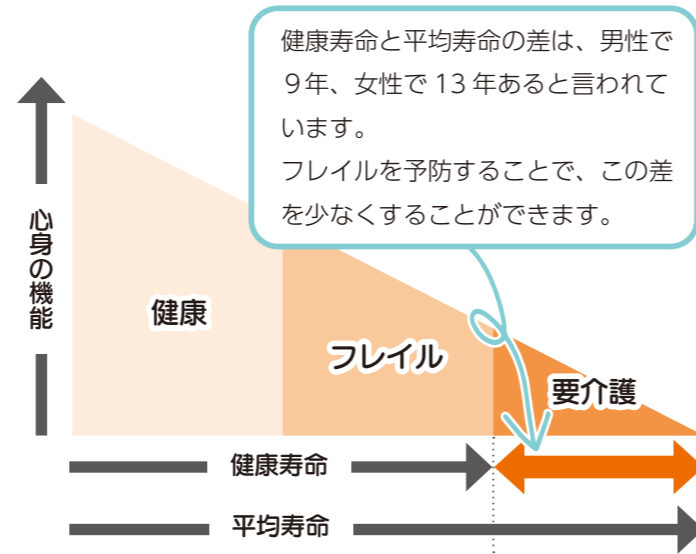 健康寿命と平均寿命の差は、男性で
９年、女性で 13 年あると言われて
います。
フレイルを予防することで、この差
を少なくすることができます。
心身の機能
健康
フレイル
要介護
健康寿命
平均寿命